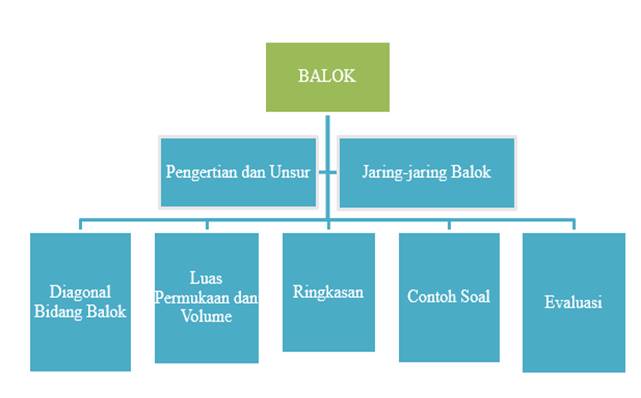 BALOK
Pengertian dan Unsur
Jaring-jaring Balok
Diagonal
Bidang Balok
Luas
Permukaan dan
Volume
Ringkasan
Contoh Soal
Evaluasi